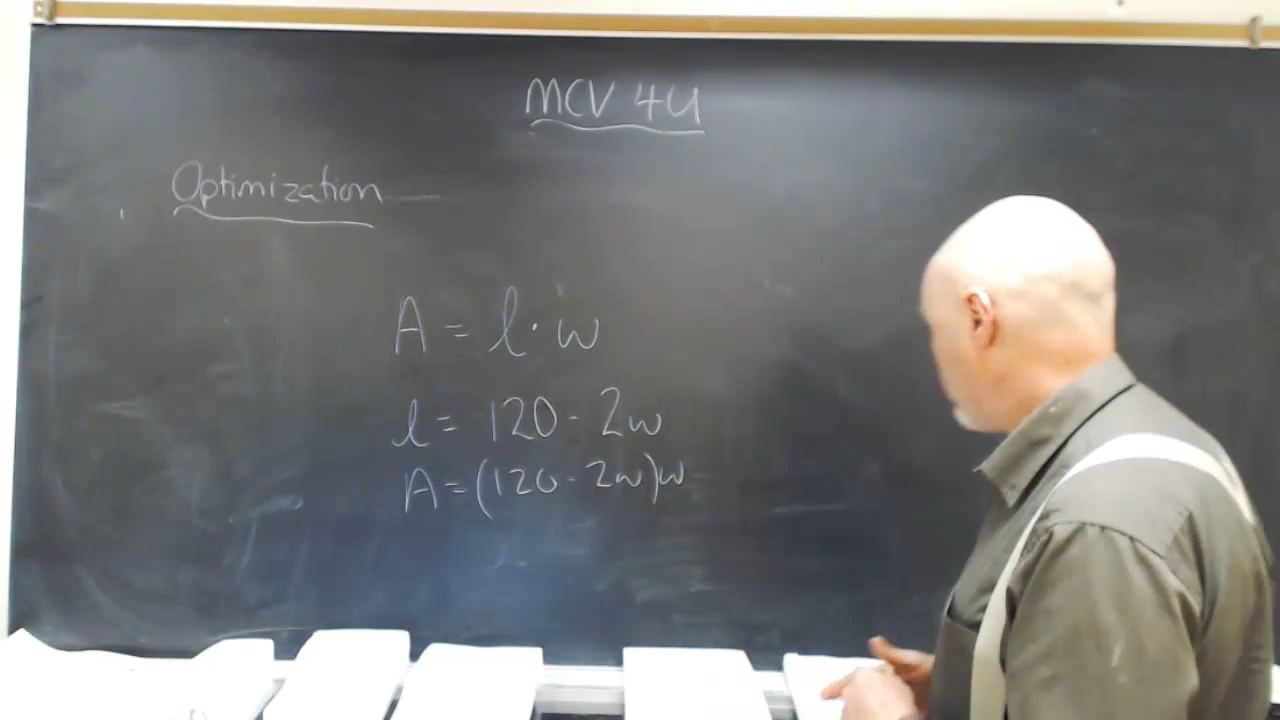 MCV 4U
Optimization
A = l · w
l = 120 - 2w
A = (120 - 2w)w